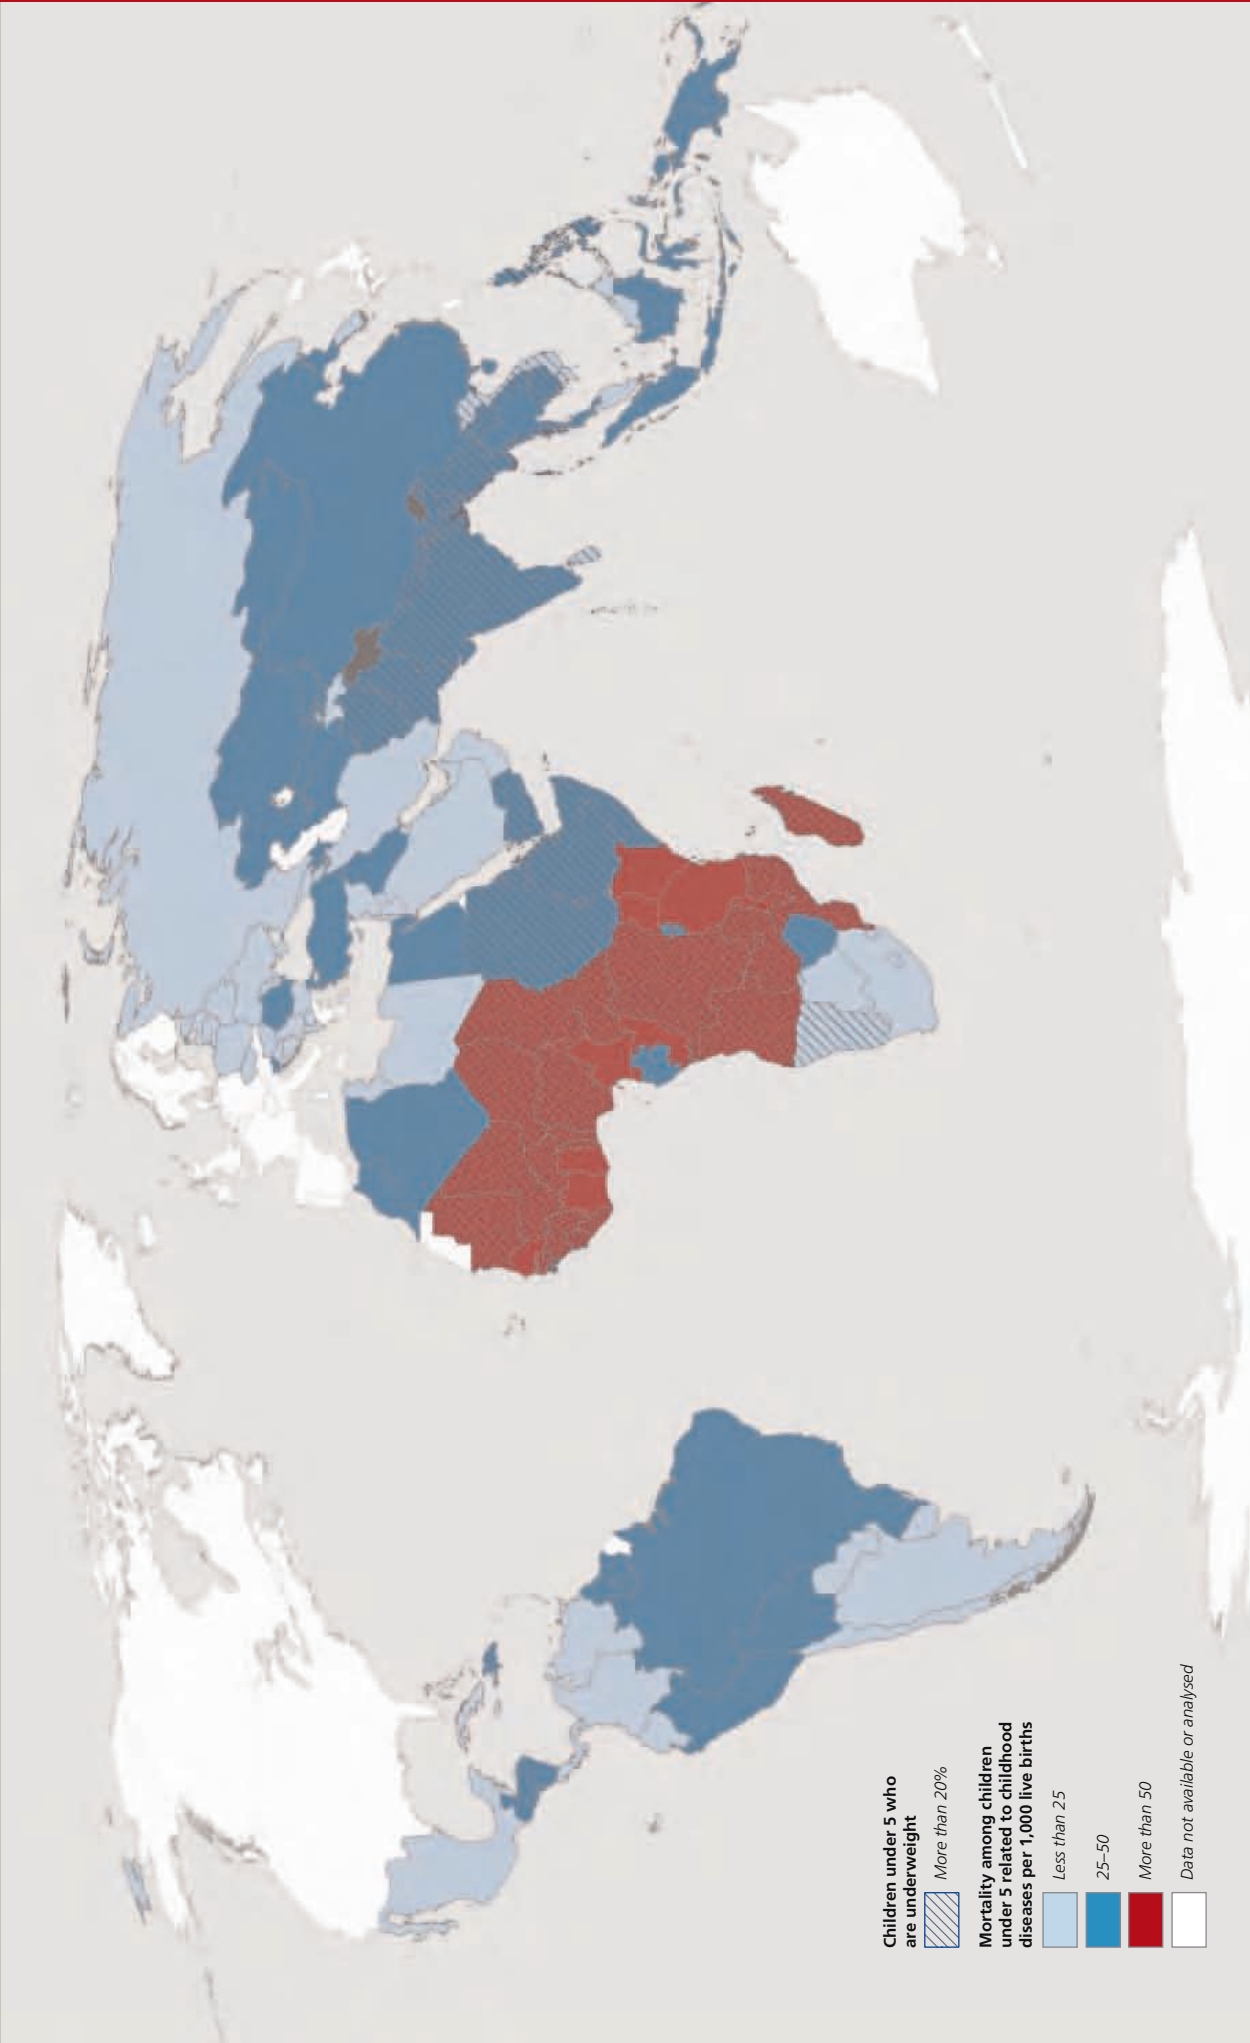 Children under 5 who
are underweight
More than 20%
Mortality among children
under 5 related to childhood
diseases per 1,000 live births
Less than 25
25–50
More than 50
Data not available or analysed